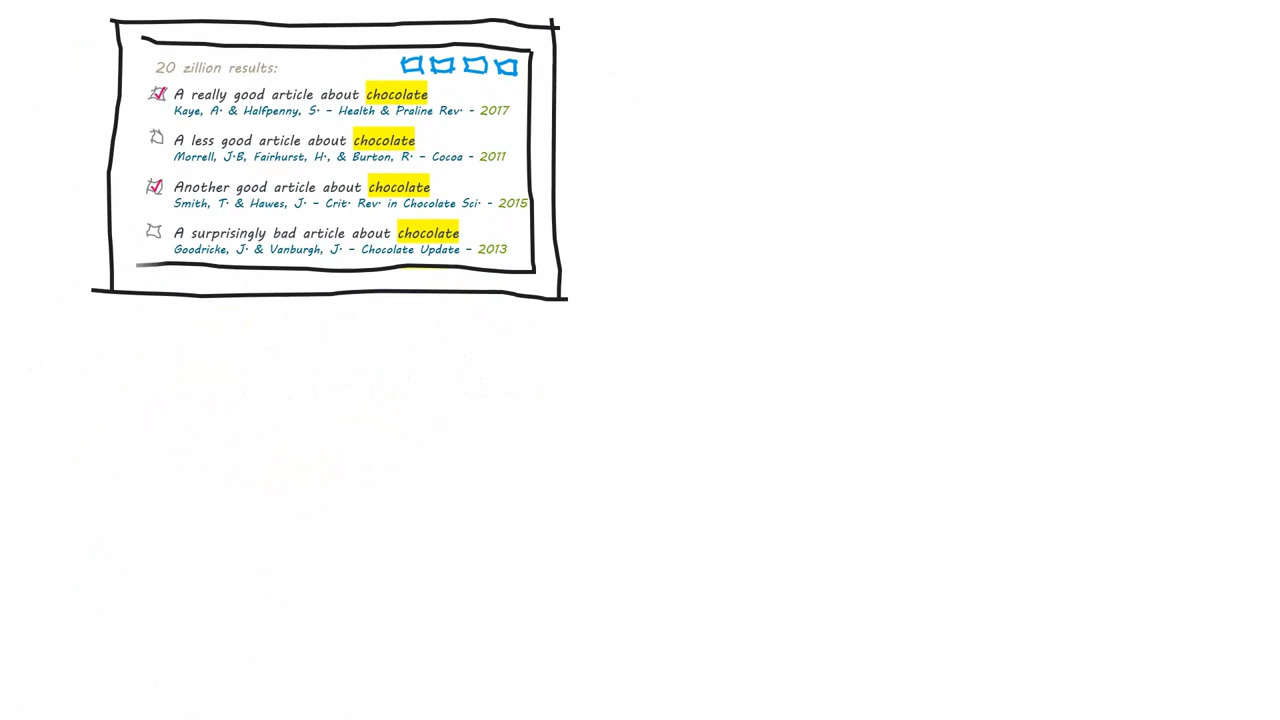 20 zillion results:
A really good article about chocolate
Kaye, A. & Halfpenny, S. - Health & Praline Rev. - 2017
A less good article about chocolate
Morrell, J.B, Fairhurst, H., & Burton, R. - Cocoa - 2011
Another good article about chocolate
Smith, T. & Hawes, J. - Crit. Rev. in Chocolate Sci. - 2015
A surprisingly bad article about chocolate
Goodricke, J. & Vanburgh, J. - Chocolate Update - 2013